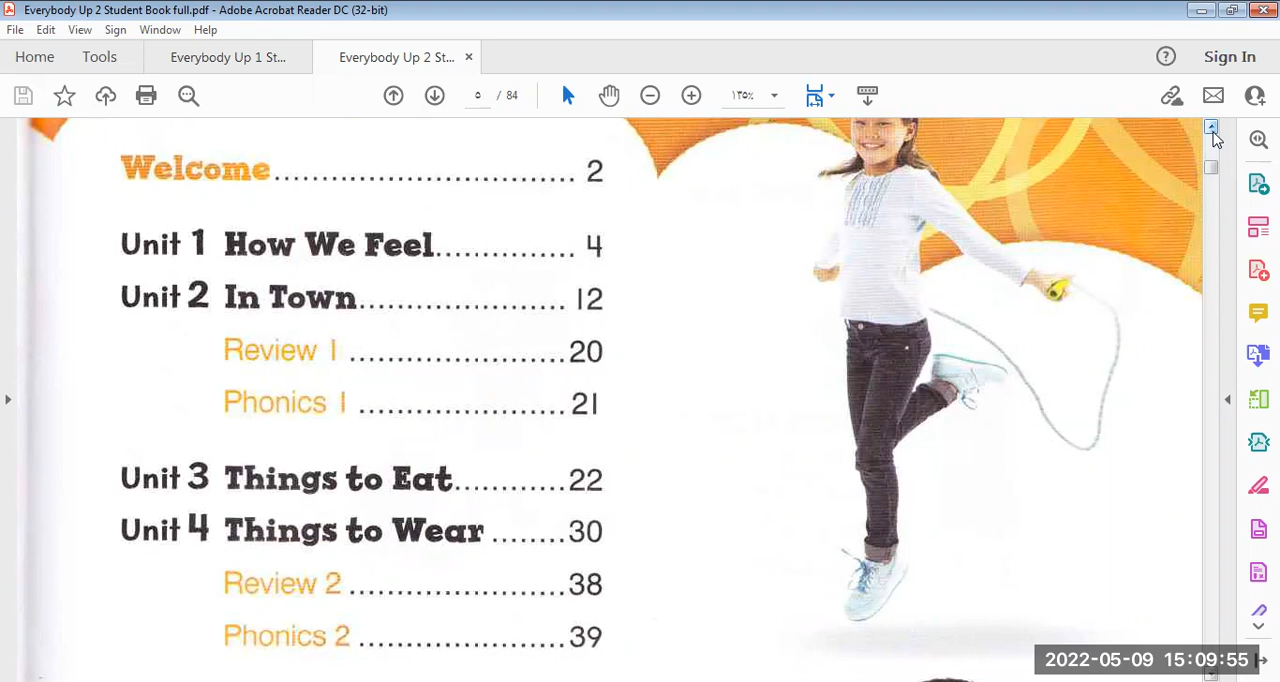 Everybody Up 2 Student Book full.pdf - Adobe Acrobat Reader DC (32-bit)
File Edit View Sign Window Help
Home Tools Everybody Up 1 St... Everybody Up 2 St... ×
? Sign In
٥ / 84 ١٣٥%
Welcome.................................. 2
Unit 1 How We Feel............... 4
Unit 2 In Town....................... 12
Review 1 ........................20
Phonics 1 .......................21
Unit 3 Things to Eat............22
Unit 4 Things to Wear ........30
Review 2 ........................38
Phonics 2 .......................39
2022-05-09 15:09:55